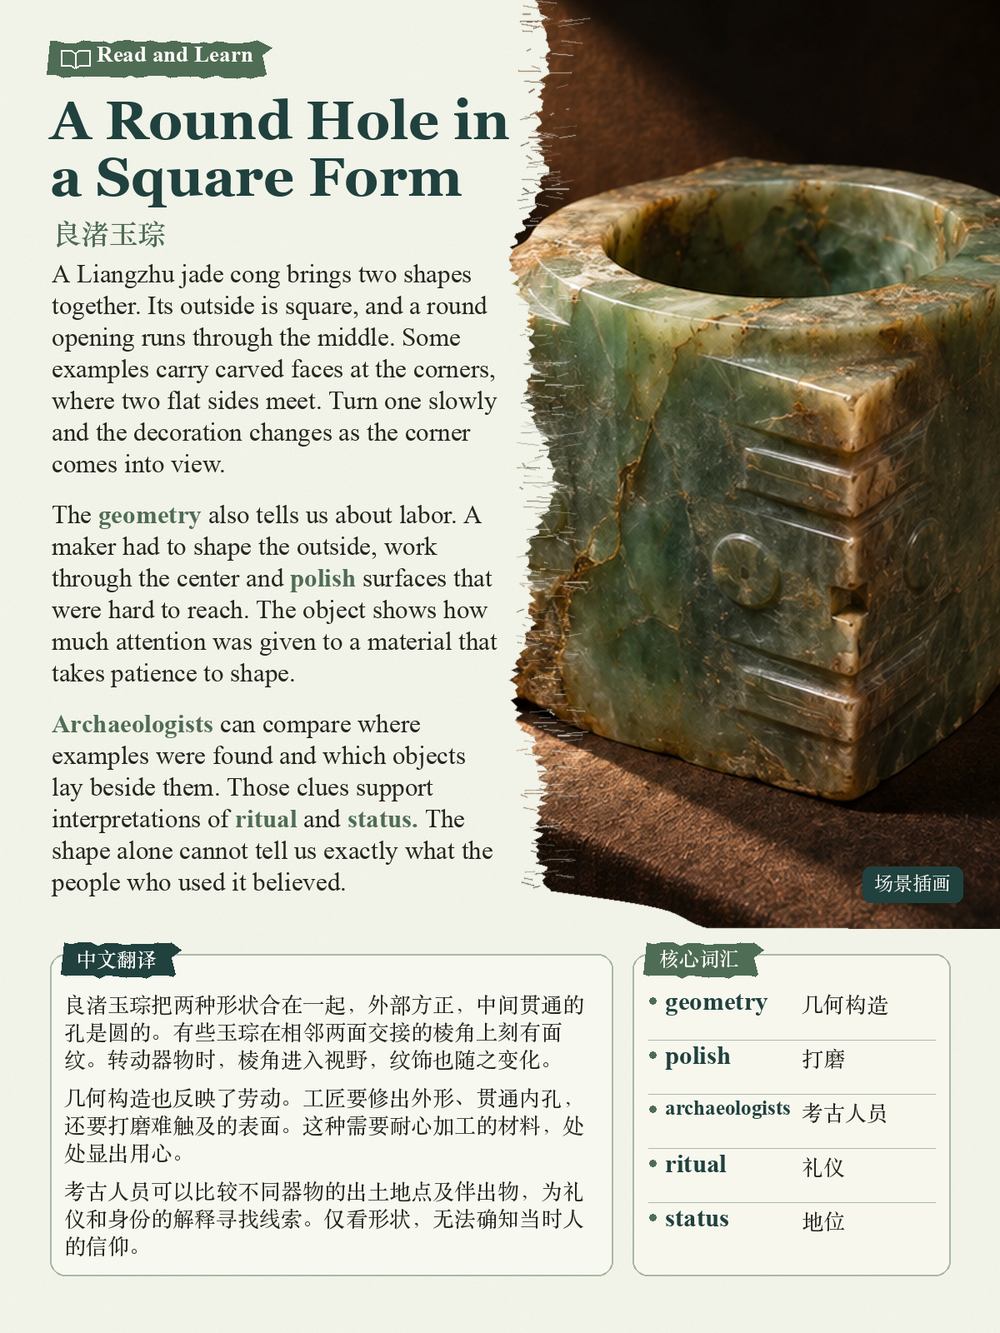 Read and Learn
A Round Hole in
a Square Form
良渚玉琮
A Liangzhu jade cong brings two shapes
together. Its outside is square, and a round
opening runs through the middle. Some
examples carry carved faces at the corners,
where two flat sides meet. Turn one slowly
and the decoration changes as the corner
comes into view.
The geometry also tells us about labor. A
maker had to shape the outside, work
through the center and polish surfaces that
were hard to reach. The object shows how
much attention was given to a material that
takes patience to shape.
Archaeologists can compare where
examples were found and which objects
lay beside them. Those clues support
interpretations of ritual and status. The
shape alone cannot tell us exactly what the
people who used it believed.
场景插画
中文翻译
良渚玉琮把两种形状合在一起，外部方正，中间贯通的
孔是圆的。有些玉琮在相邻两面交接的棱角上刻有面
纹。转动器物时，棱角进入视野，纹饰也随之变化。
几何构造也反映了劳动。工匠要修出外形、贯通内孔，
还要打磨难触及的表面。这种需要耐心加工的材料，处
处显出用心。
考古人员可以比较不同器物的出土地点及伴出物，为礼
仪和身份的解释寻找线索。仅看形状，无法确知当时人
的信仰。
核心词汇
• geometry 几何构造
• polish 打磨
• archaeologists 考古人员
• ritual 礼仪
• status 地位